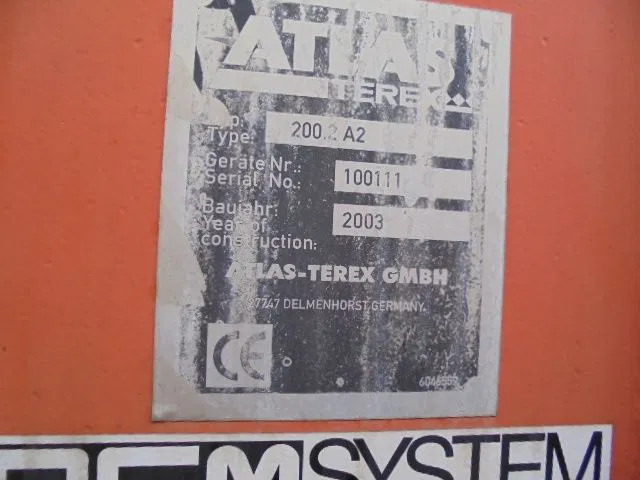 ATLAS
TEREX
Type: 200.2 A2
Geräte Nr.:
Serial No.: 100111
Baujahr:
Year of 2003
construction:
ATLAS-TEREX GMBH
27747 DELMENHORST, GERMANY.
CE
SYSTEM